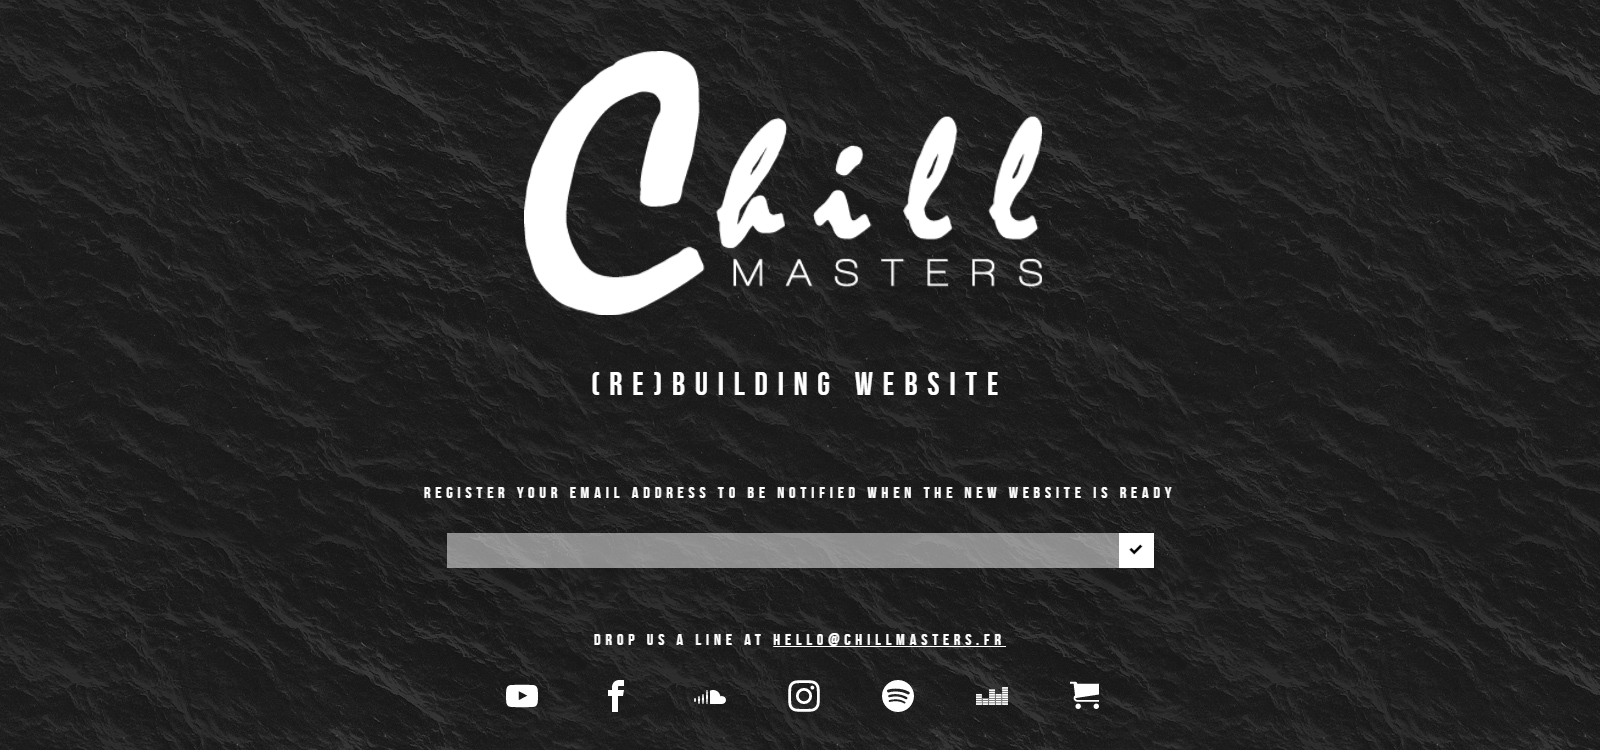 Chill
MASTERS
(RE)BUILDING WEBSITE
REGISTER YOUR EMAIL ADDRESS TO BE NOTIFIED WHEN THE NEW WEBSITE IS READY
DROP US A LINE AT HELLO@CHILLMASTERS.FR